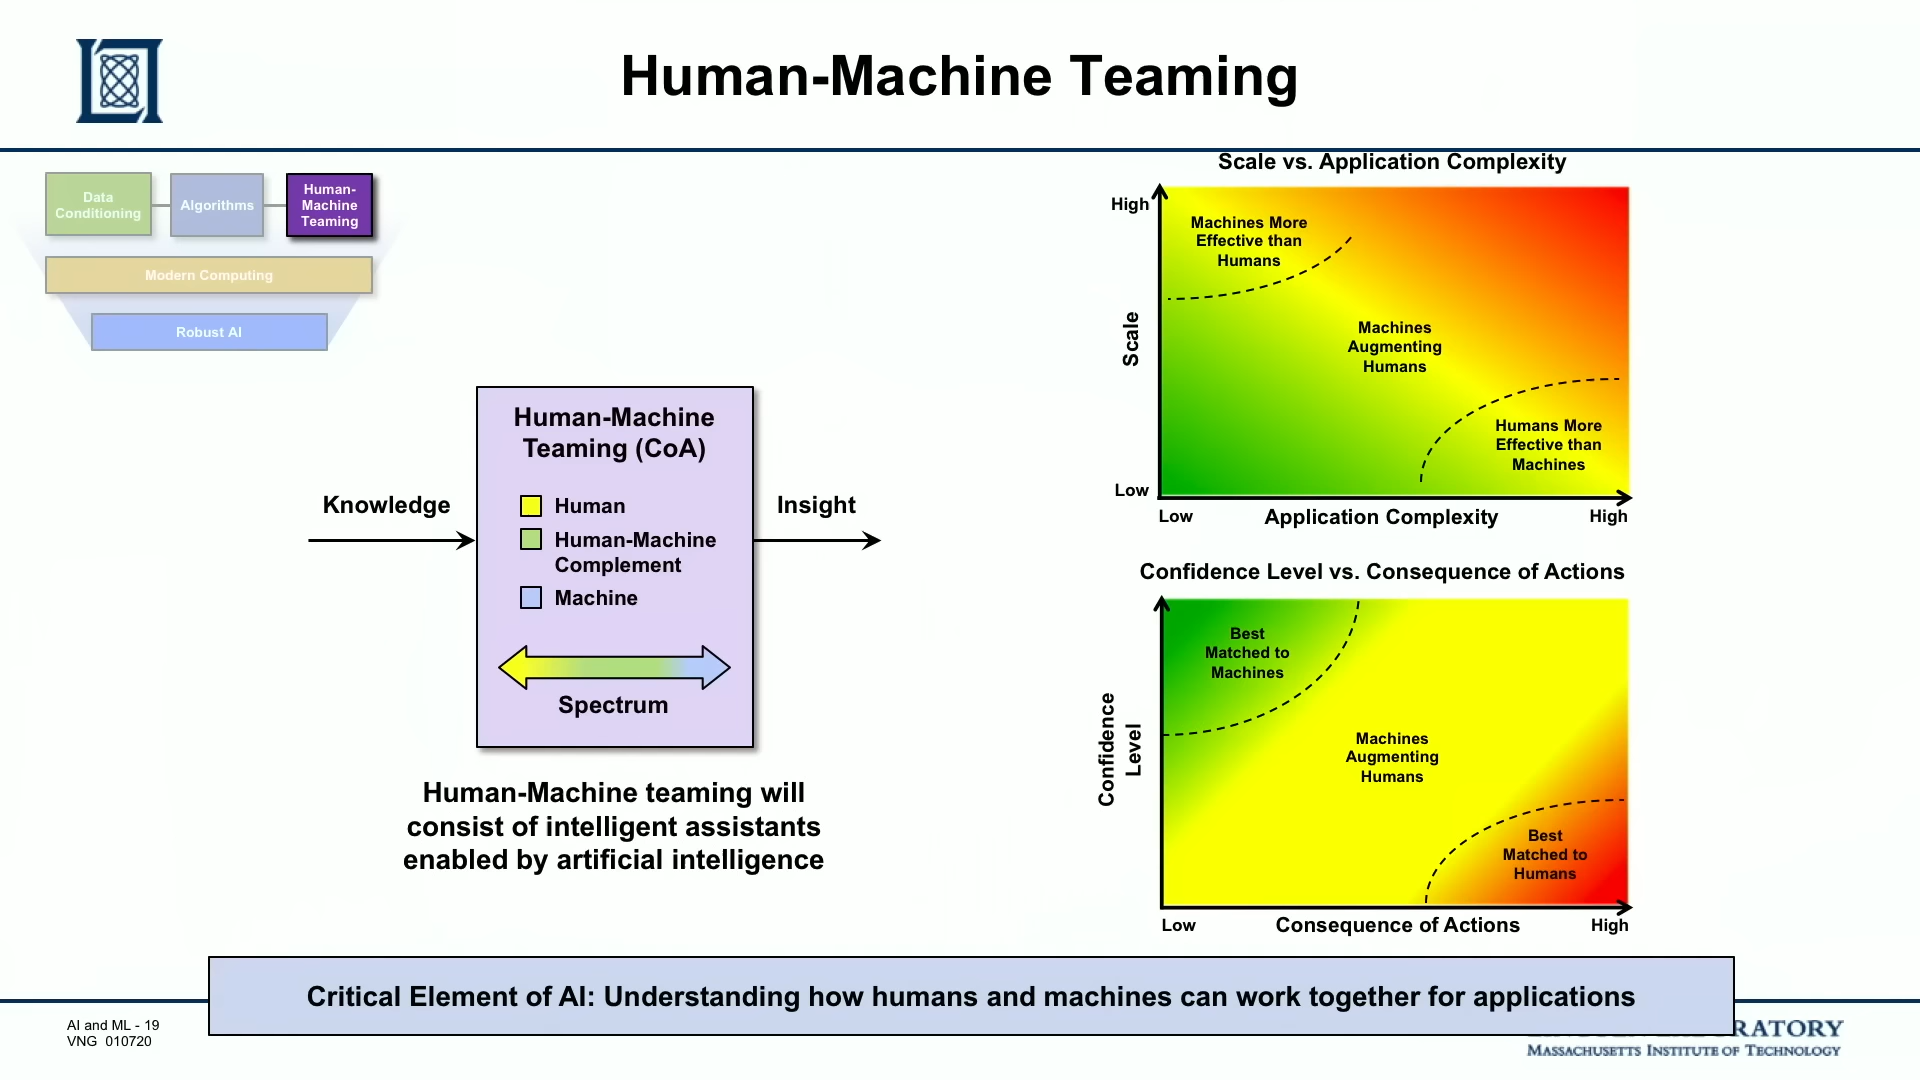 Human-Machine Teaming
Data
Conditioning
Algorithms
Human-
Machine
Teaming
Modern Computing
Robust AI
Knowledge
Human-Machine
Teaming (CoA)
Human
Human-Machine
Complement
Machine
Spectrum
Insight
Human-Machine teaming will
consist of intelligent assistants
enabled by artificial intelligence
Scale vs. Application Complexity
High
Scale
Low
Machines More
Effective than
Humans
Machines
Augmenting
Humans
Humans More
Effective than
Machines
Low
Application Complexity
High
Confidence Level vs. Consequence of Actions
Confidence
Level
Best
Matched to
Machines
Machines
Augmenting
Humans
Best
Matched to
Humans
Low
Consequence of Actions
High
Critical Element of AI: Understanding how humans and machines can work together for applications
AI and ML - 19
VNG 010720
RATORY
MASSACHUSETTS INSTITUTE OF TECHNOLOGY